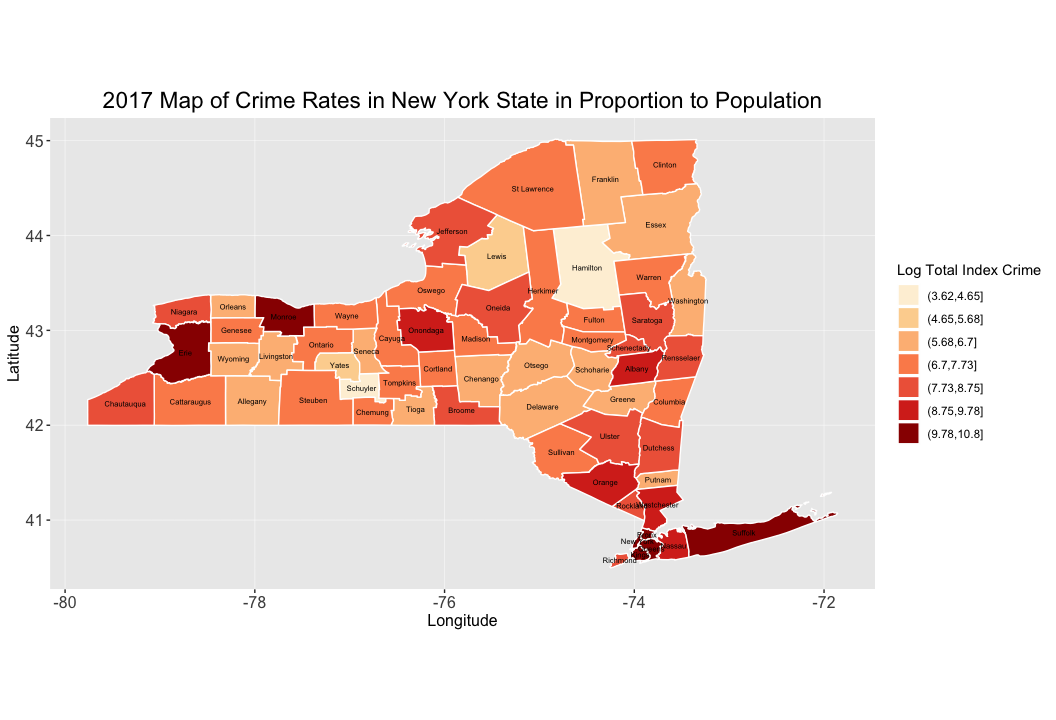 2017 Map of Crime Rates in New York State in Proportion to Population
45
44
43
42
41
-80
-78
-76
-74
-72
Latitude
Longitude
Log Total Index Crime
(3.62,4.65]
(4.65,5.68]
(5.68,6.7]
(6.7,7.73]
(7.73,8.75]
(8.75,9.78]
(9.78,10.8]
Clinton
Franklin
St Lawrence
Essex
Jefferson
Lewis
Hamilton
Warren
Herkimer
Oswego
Washington
Oneida
Orleans
Niagara
Monroe
Wayne
Fulton
Saratoga
Genesee
Onondaga
Madison
Cayuga
Montgomery
Ontario
Schenectady
Erie
Wyoming
Livingston
Seneca
Rensselaer
Yates
Otsego
Schoharie
Albany
Cortland
Chenango
Schuyler
Tompkins
Chautauqua
Cattaraugus
Allegany
Steuben
Chemung
Tioga
Broome
Delaware
Greene
Columbia
Ulster
Sullivan
Dutchess
Orange
Putnam
Rockland
Westchester
Bronx
New York
Nassau
Suffolk
Richmond